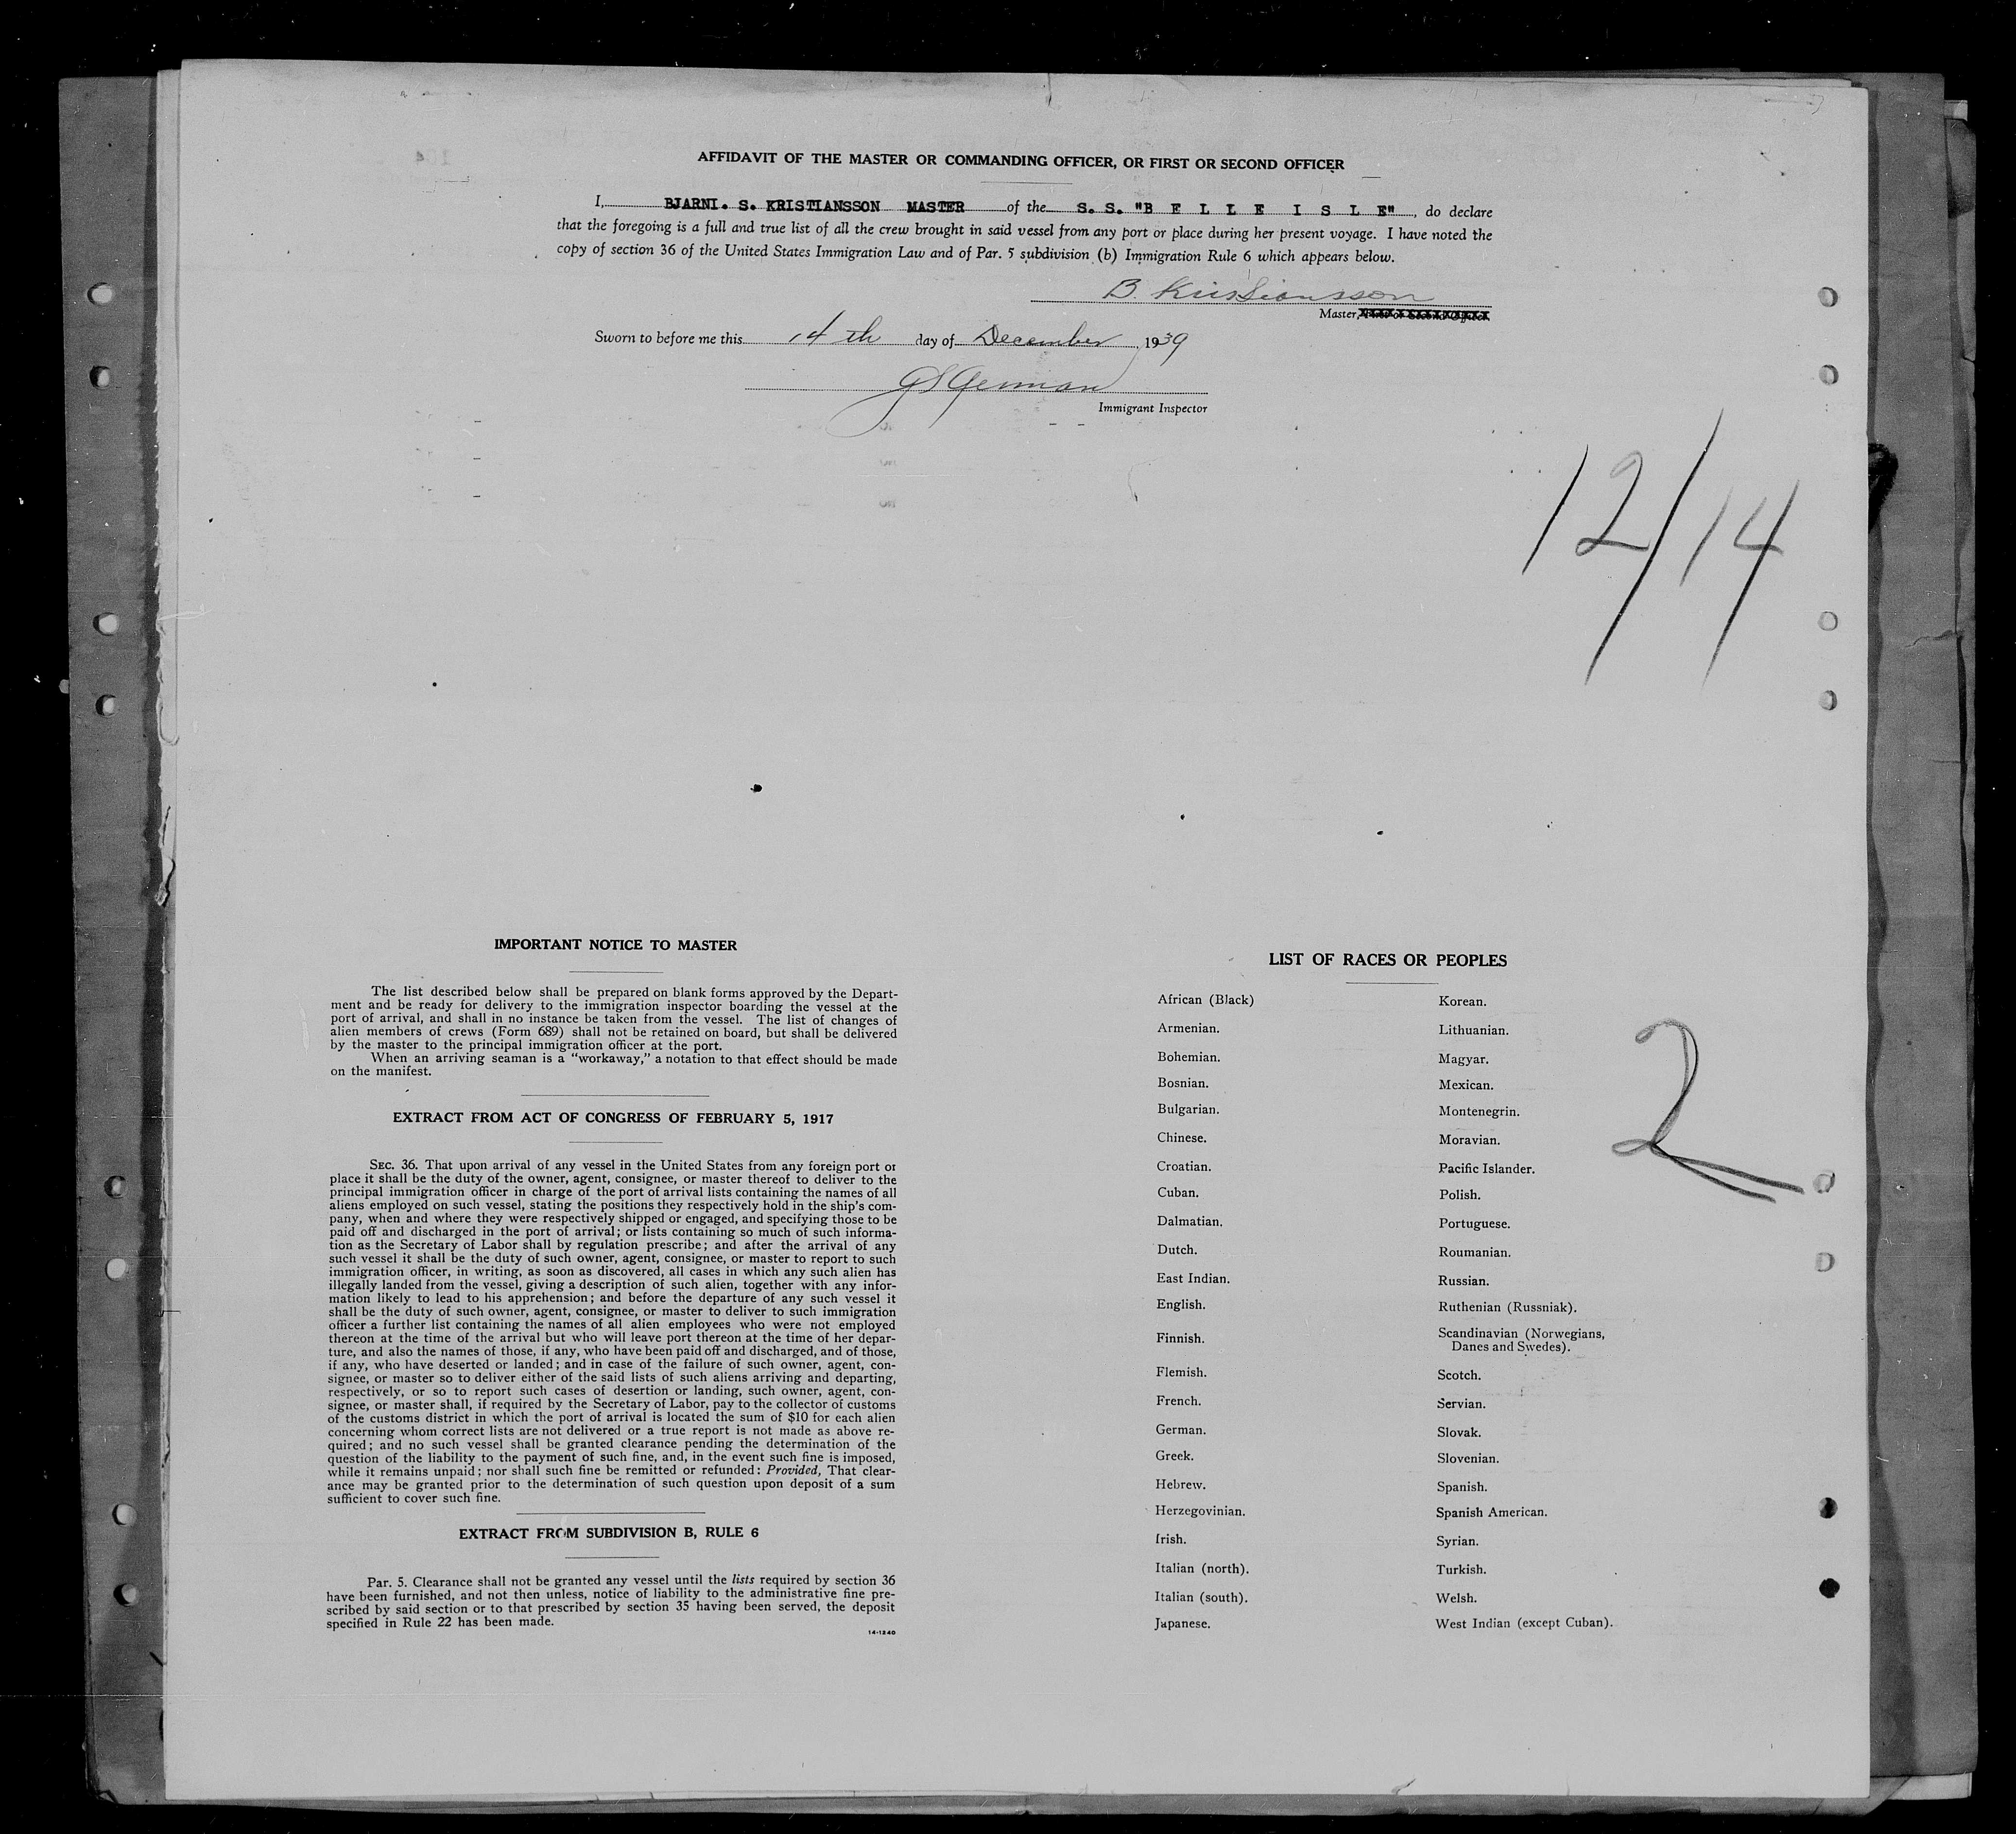 AFFIDAVIT OF THE MASTER OR COMMANDING OFFICER, OR FIRST OR SECOND OFFICER
I, BJARNI. S. KRISTIANSSON MASTER of the S. S. "B E L L E I S L E", do declare
that the foregoing is a full and true list of all the crew brought in said vessel from any port or place during her present voyage. I have noted the
copy of section 36 of the United States Immigration Law and of Par. 5 subdivision (b) Immigration Rule 6 which appears below.
B. Kristiansson
Master, First or Second Officer.
Sworn to before me this 14th day of December, 1939
German
Immigrant Inspector
12/14
IMPORTANT NOTICE TO MASTER
The list described below shall be prepared on blank forms approved by the Depart-
ment and be ready for delivery to the immigration inspector boarding the vessel at the
port of arrival, and shall in no instance be taken from the vessel. The list of changes of
alien members of crews (Form 689) shall not be retained on board, but shall be delivered
by the master to the principal immigration officer at the port.
When an arriving seaman is a "workaway," a notation to that effect should be made
on the manifest.
EXTRACT FROM ACT OF CONGRESS OF FEBRUARY 5, 1917
SEC. 36. That upon arrival of any vessel in the United States from any foreign port or
place it shall be the duty of the owner, agent, consignee, or master thereof to deliver to the
principal immigration officer in charge of the port of arrival lists containing the names of all
aliens employed on such vessel, stating the positions they respectively hold in the ship's com-
pany, when and where they were respectively shipped or engaged, and specifying those to be
paid off and discharged in the port of arrival; or lists containing so much of such informa-
tion as the Secretary of Labor shall by regulation prescribe; and after the arrival of any
such vessel it shall be the duty of such owner, agent, consignee, or master to report to such
immigration officer, in writing, as soon as discovered, all cases in which any such alien has
illegally landed from the vessel, giving a description of such alien, together with any infor-
mation likely to lead to his apprehension; and before the departure of any such vessel it
shall be the duty of such owner, agent, consignee, or master to deliver to such immigration
officer a further list containing the names of all alien employees who were not employed
thereon at the time of the arrival but who will leave port thereon at the time of her depar-
ture, and also the names of those, if any, who have been paid off and discharged, and of those,
if any, who have deserted or landed; and in case of the failure of such owner, agent, con-
signee, or master so to deliver either of the said lists of such aliens arriving and departing,
respectively, or so to report such cases of desertion or landing, such owner, agent, con-
signee, or master shall, if required by the Secretary of Labor, pay to the collector of customs
of the customs district in which the port of arrival is located the sum of $10 for each alien
concerning whom correct lists are not delivered or a true report is not made as above re-
quired; and no such vessel shall be granted clearance pending the determination of the
question of the liability to the payment of such fine, and, in the event such fine is imposed,
while it remains unpaid; nor shall such fine be remitted or refunded: Provided, That clear-
ance may be granted prior to the determination of such question upon deposit of a sum
sufficient to cover such fine.
EXTRACT FROM SUBDIVISION B, RULE 6
Par. 5. Clearance shall not be granted any vessel until the lists required by section 36
have been furnished, and not then unless, notice of liability to the administrative fine pre-
scribed by said section or to that prescribed by section 35 having been served, the deposit
specified in Rule 22 has been made.
14-1240
LIST OF RACES OR PEOPLES
African (Black)
Armenian.
Bohemian.
Bosnian.
Bulgarian.
Chinese.
Croatian.
Cuban.
Dalmatian.
Dutch.
East Indian.
English.
Finnish.
Flemish.
French.
German.
Greek.
Hebrew.
Herzegovinian.
Irish.
Italian (north).
Italian (south).
Japanese.
Korean.
Lithuanian.
Magyar.
Mexican.
Montenegrin.
Moravian.
Pacific Islander.
Polish.
Portuguese.
Roumanian.
Russian.
Ruthenian (Russniak).
Scandinavian (Norwegians,
Danes and Swedes).
Scotch.
Servian.
Slovak.
Slovenian.
Spanish.
Spanish American.
Syrian.
Turkish.
Welsh.
West Indian (except Cuban).
2